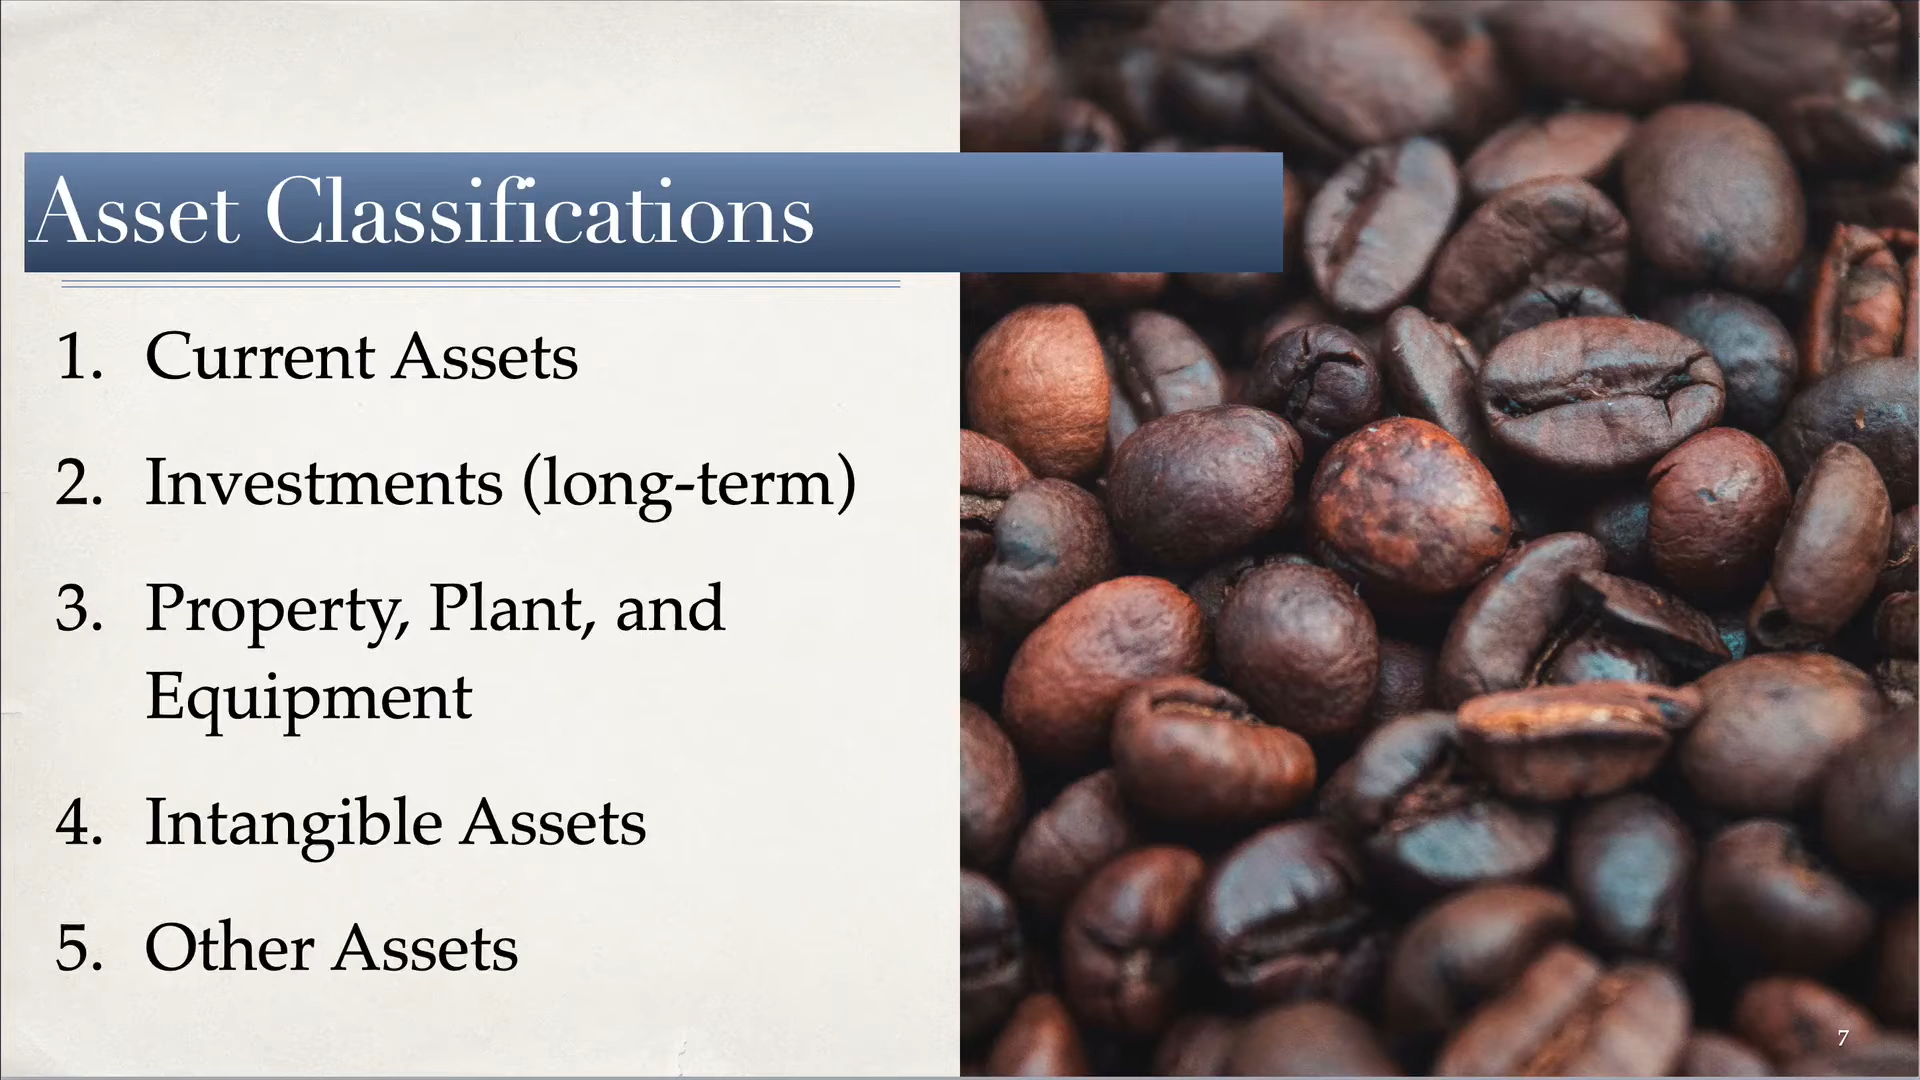 Asset Classifications
1. Current Assets
2. Investments (long-term)
3. Property, Plant, and
Equipment
4. Intangible Assets
5. Other Assets
7